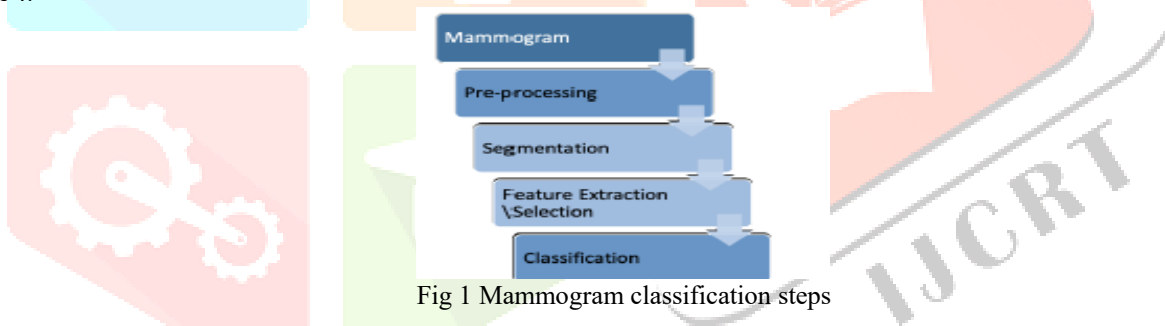 Mammogram
Pre-processing
Segmentation
Feature Extraction
\Selection
Classification
Fig 1 Mammogram classification steps
IJCRT